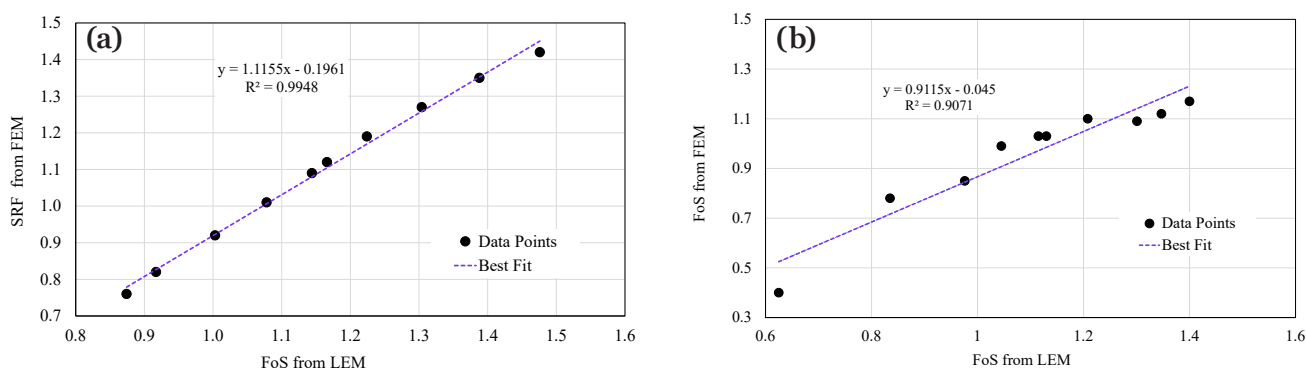 (a)
y = 1.1155x - 0.1961
R² = 0.9948
1.5
1.4
1.3
1.2
1.1
1.0
0.9
0.8
0.7
SRF from FEM
Data Points
Best Fit
0.8 0.9 1.0 1.1 1.2 1.3 1.4 1.5 1.6
FoS from LEM
(b)
y = 0.9115x - 0.045
R² = 0.9071
1.5
1.3
1.1
0.9
0.7
0.5
0.3
FoS from FEM
Data Points
Best Fit
0.6 0.8 1.0 1.2 1.4 1.6
FoS from LEM